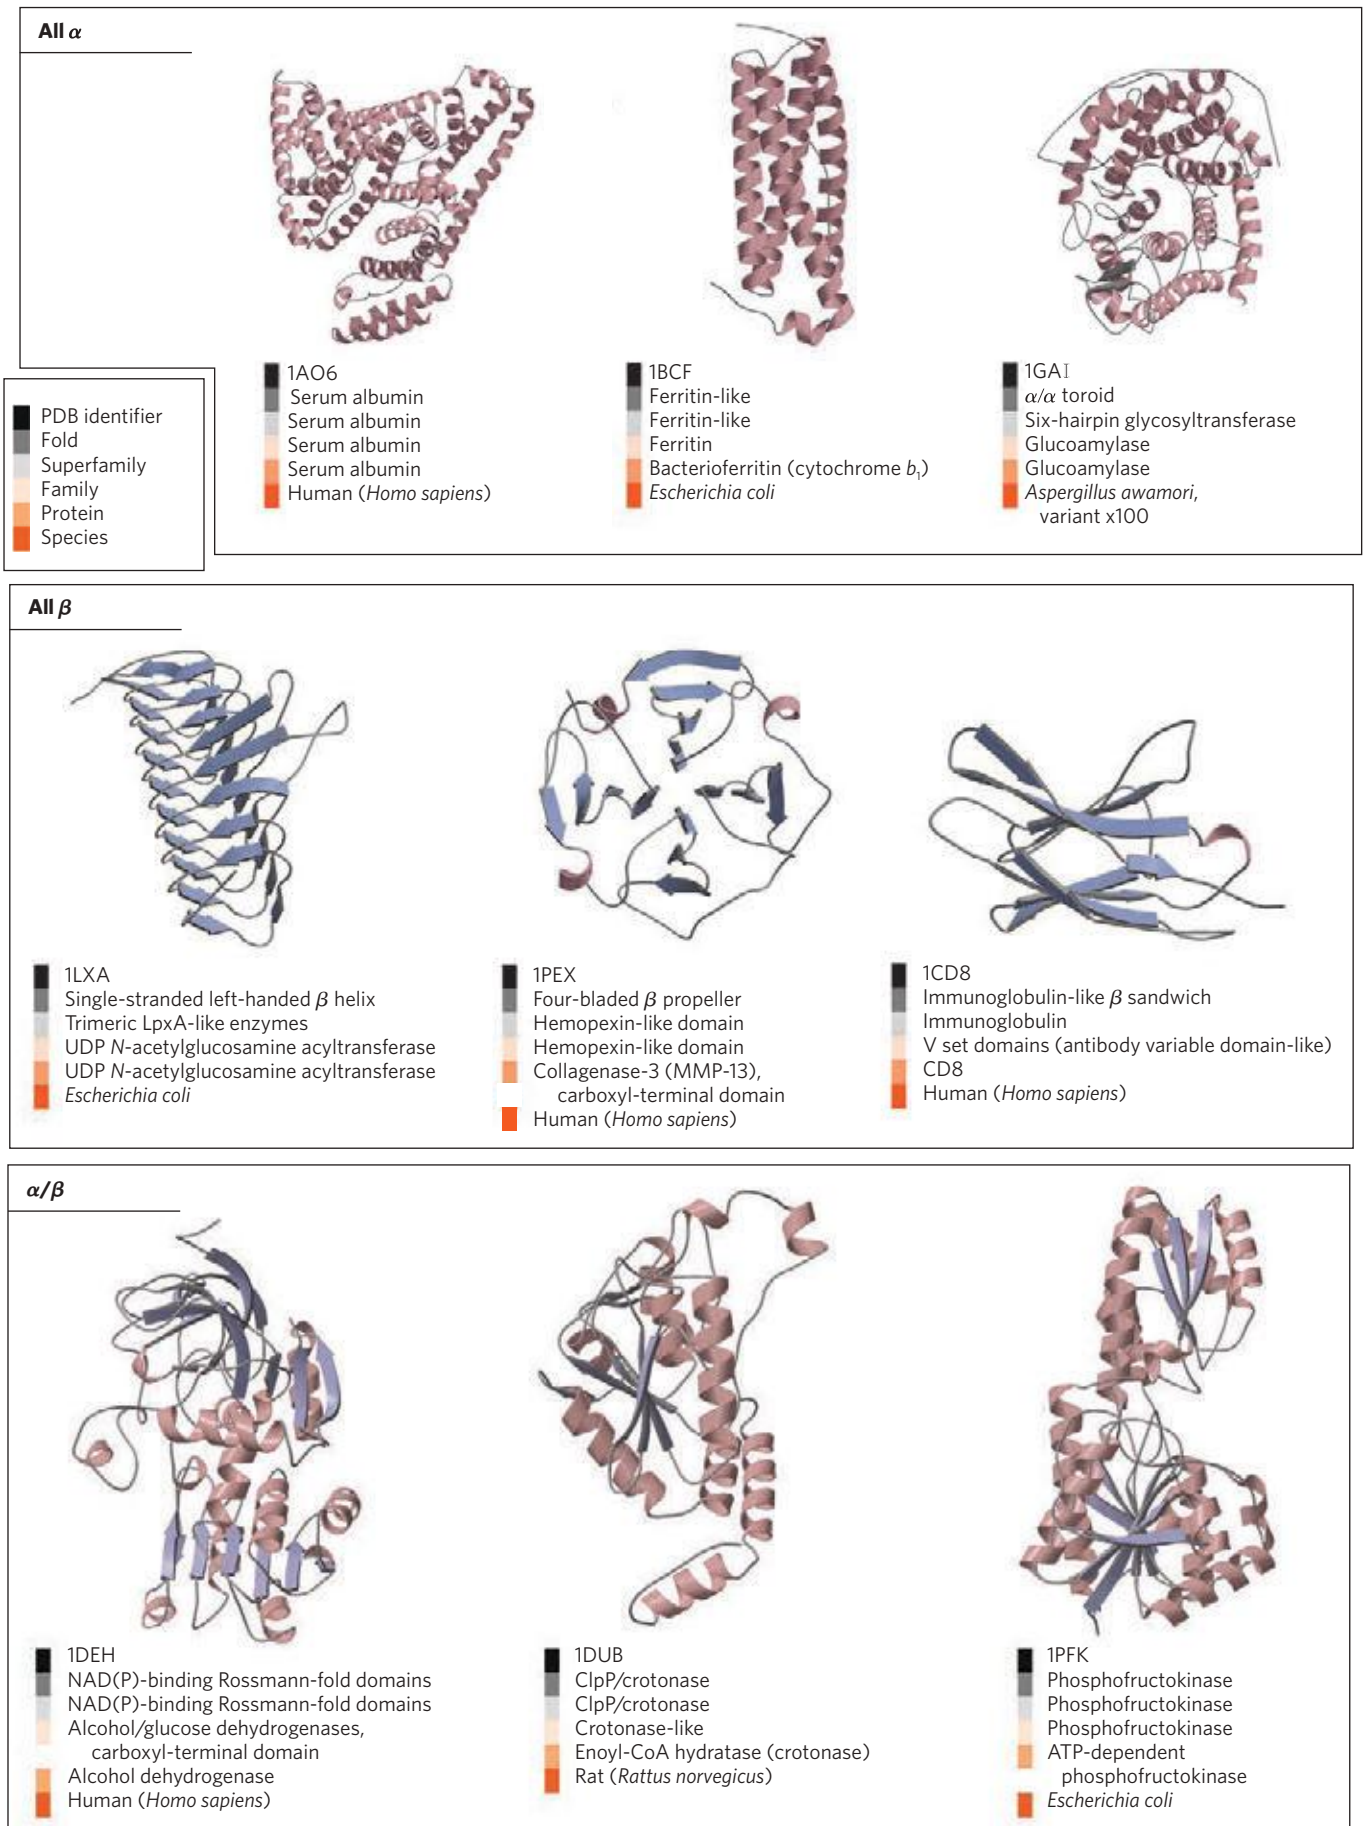 All α
1AO6
Serum albumin
Serum albumin
Serum albumin
Serum albumin
Human (Homo sapiens)
1BCF
Ferritin-like
Ferritin-like
Ferritin
Bacterioferritin (cytochrome b₁)
Escherichia coli
1GAI
α/α toroid
Six-hairpin glycosyltransferase
Glucoamylase
Glucoamylase
Aspergillus awamori,
variant x100
PDB identifier
Fold
Superfamily
Family
Protein
Species
All β
1LXA
Single-stranded left-handed β helix
Trimeric LpxA-like enzymes
UDP N-acetylglucosamine acyltransferase
UDP N-acetylglucosamine acyltransferase
Escherichia coli
1PEX
Four-bladed β propeller
Hemopexin-like domain
Hemopexin-like domain
Collagenase-3 (MMP-13),
carboxyl-terminal domain
Human (Homo sapiens)
1CD8
Immunoglobulin-like β sandwich
Immunoglobulin
V set domains (antibody variable domain-like)
CD8
Human (Homo sapiens)
α/β
1DEH
NAD(P)-binding Rossmann-fold domains
NAD(P)-binding Rossmann-fold domains
Alcohol/glucose dehydrogenases,
carboxyl-terminal domain
Alcohol dehydrogenase
Human (Homo sapiens)
1DUB
ClpP/crotonase
ClpP/crotonase
Crotonase-like
Enoyl-CoA hydratase (crotonase)
Rat (Rattus norvegicus)
1PFK
Phosphofructokinase
Phosphofructokinase
Phosphofructokinase
ATP-dependent
phosphofructokinase
Escherichia coli